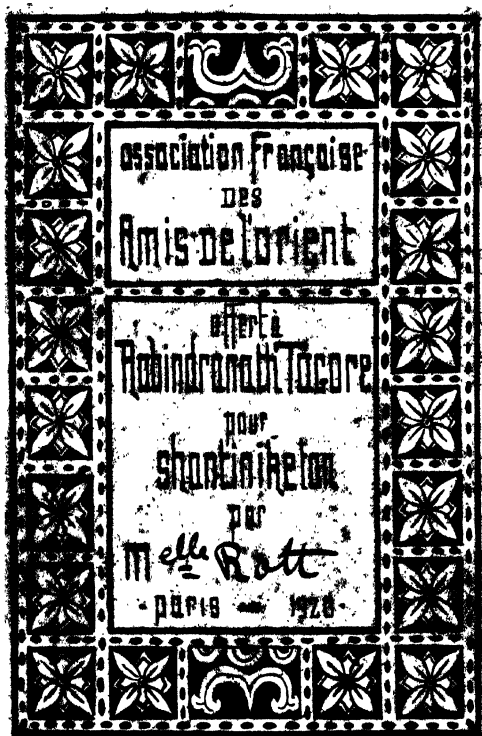 association Française
DES
Amis·De l'orient
offert à
Rabindranath Tagore
pour
shantiniketan
par
Melle Rott
- paris - 1928 -